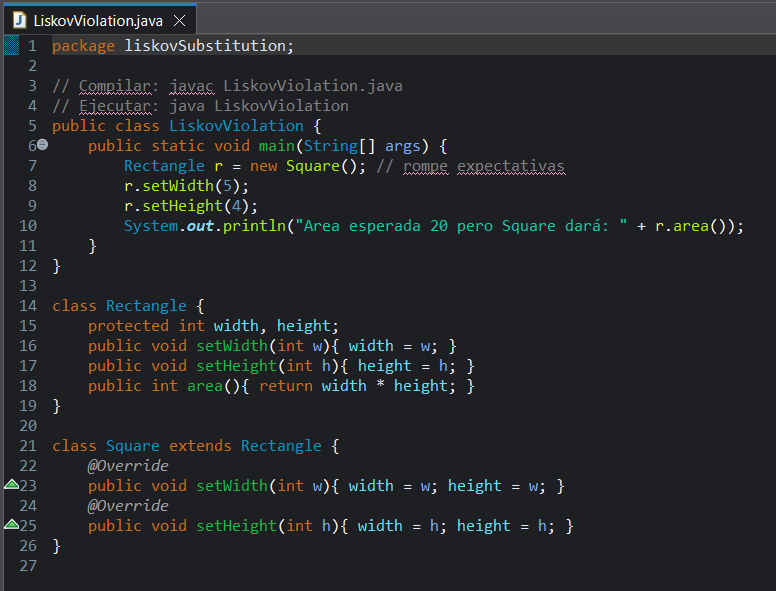 LiskovViolation.java
1 package liskovSubstitution;
2
3 // Compilar: javac LiskovViolation.java
4 // Ejecutar: java LiskovViolation
5 public class LiskovViolation {
6     public static void main(String[] args) {
7         Rectangle r = new Square(); // rompe expectativas
8         r.setWidth(5);
9         r.setHeight(4);
10         System.out.println("Area esperada 20 pero Square dará: " + r.area());
11     }
12 }
13
14 class Rectangle {
15     protected int width, height;
16     public void setWidth(int w){ width = w; }
17     public void setHeight(int h){ height = h; }
18     public int area(){ return width * height; }
19 }
20
21 class Square extends Rectangle {
22     @Override
23     public void setWidth(int w){ width = w; height = w; }
24     @Override
25     public void setHeight(int h){ width = h; height = h; }
26 }
27